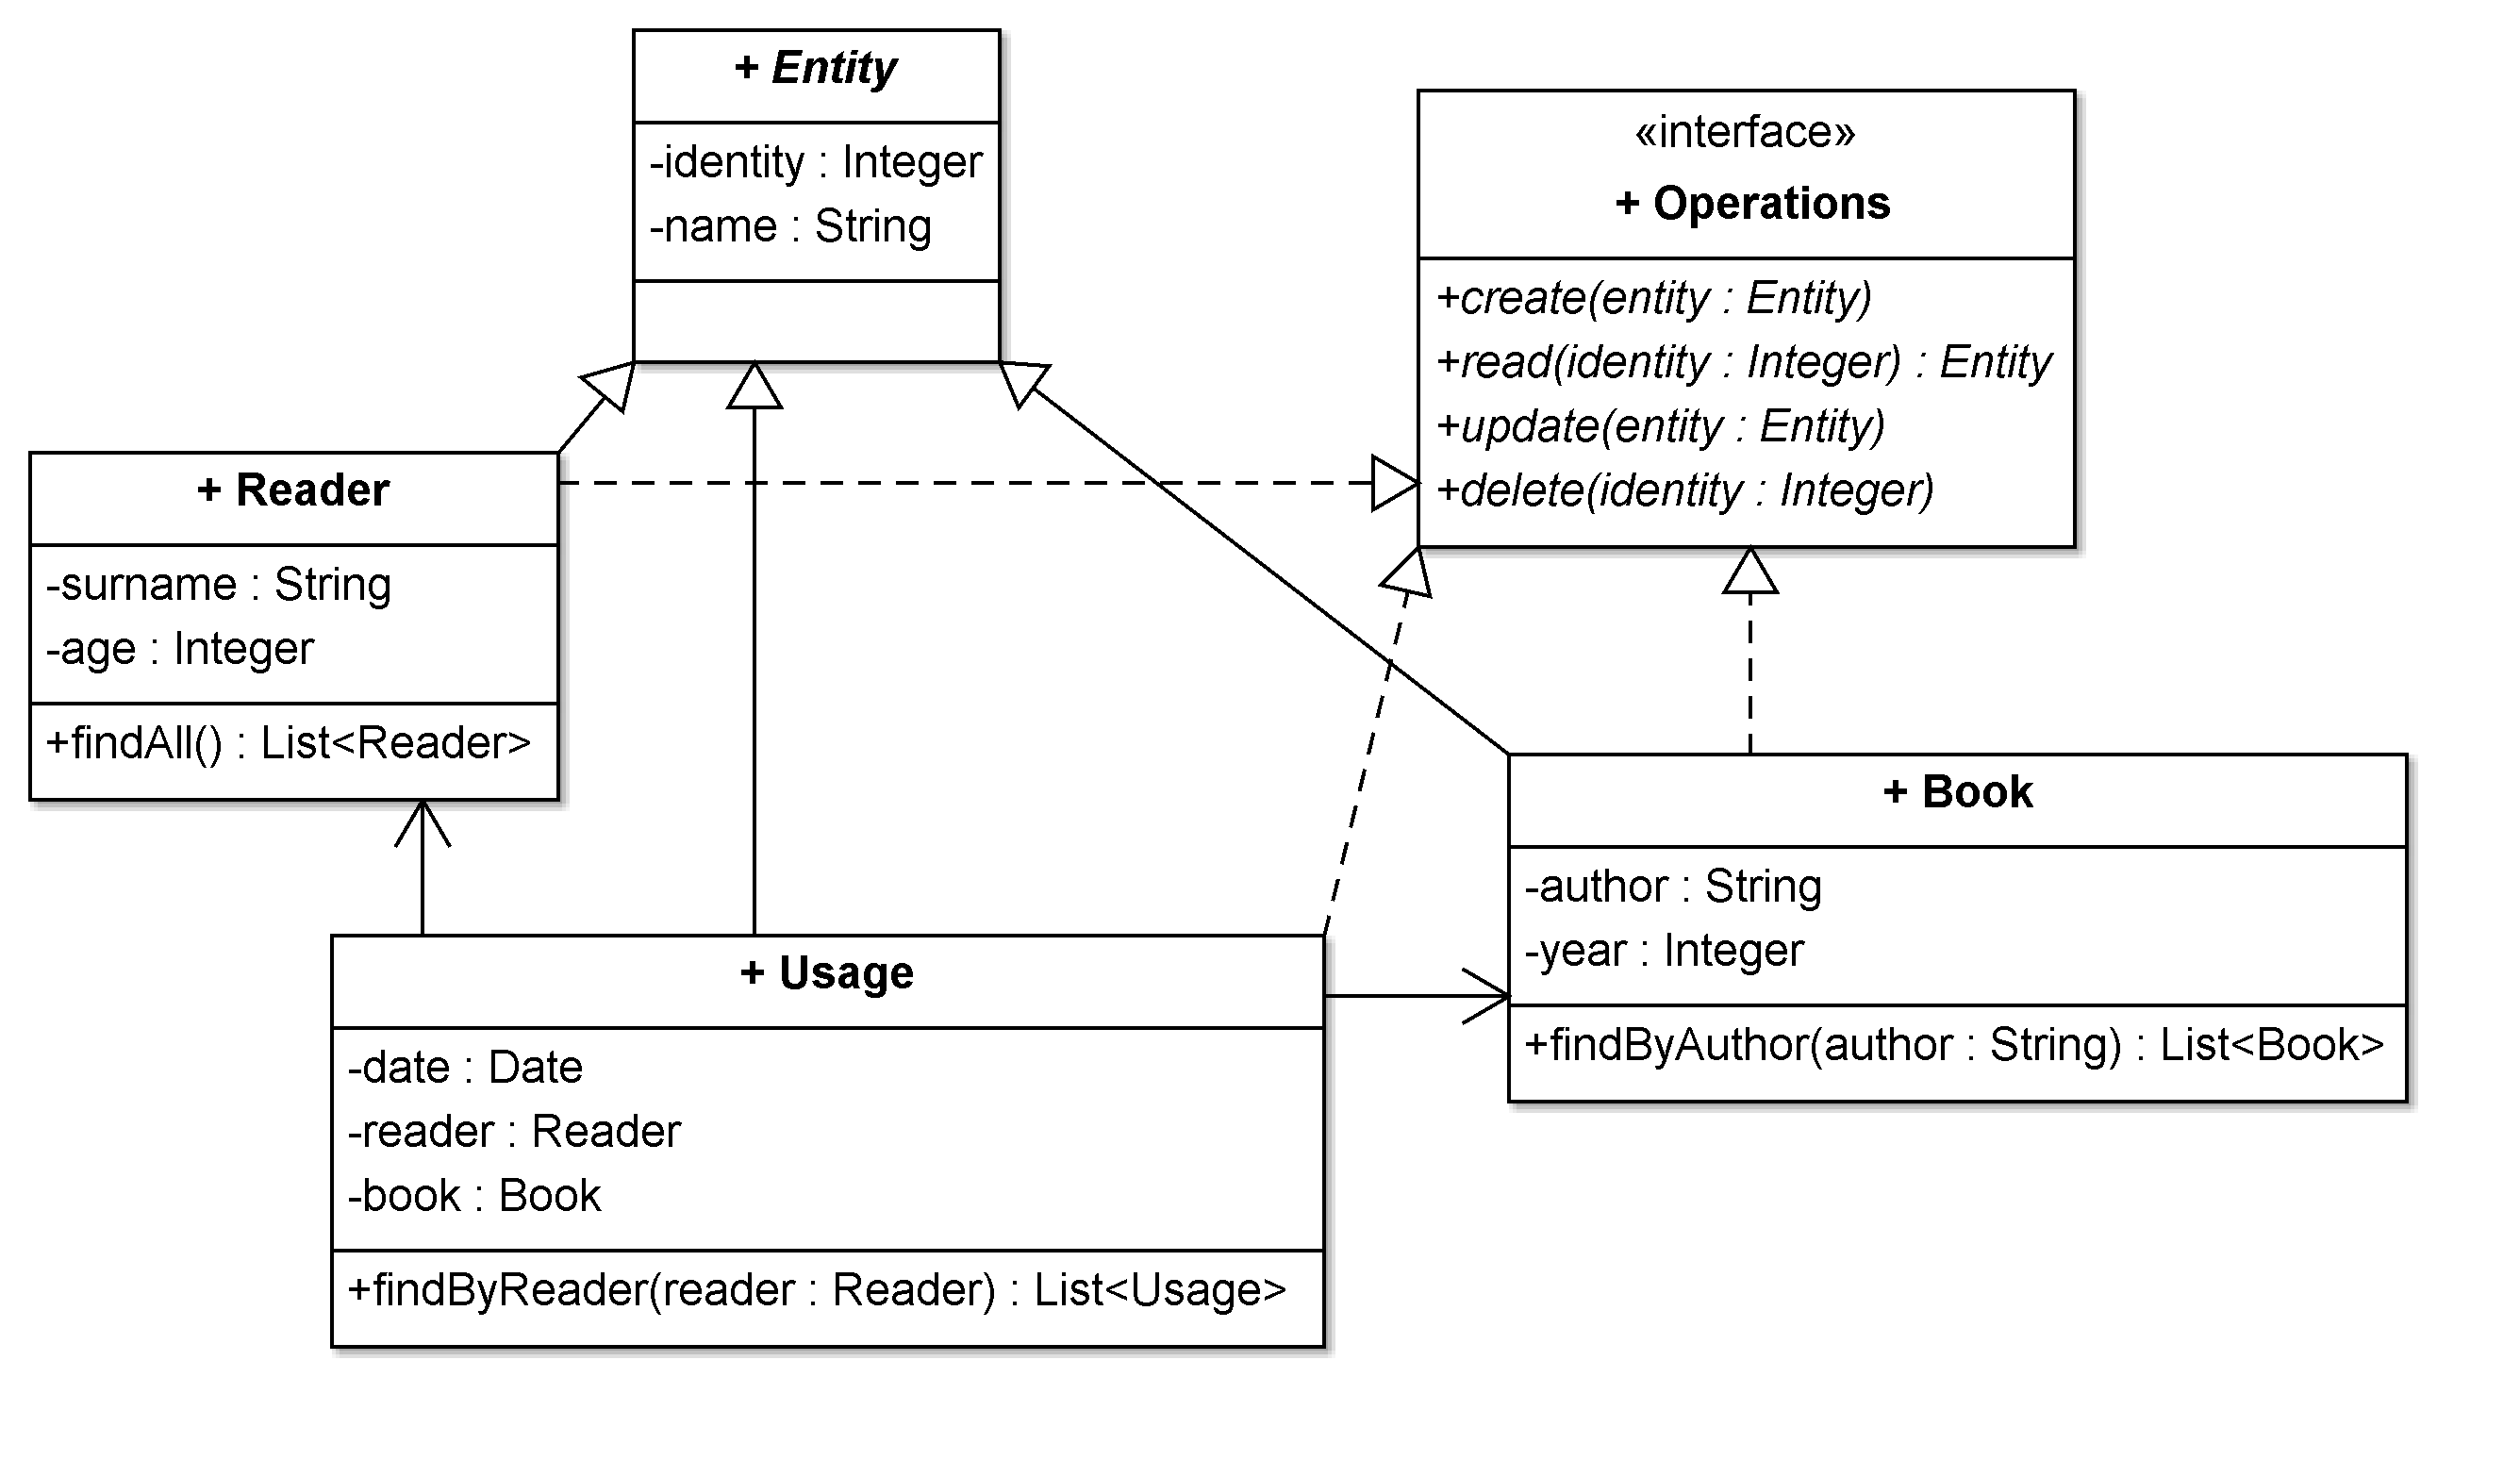 + Entity
-identity : Integer
-name : String
«interface»
+ Operations
+create(entity : Entity)
+read(identity : Integer) : Entity
+update(entity : Entity)
+delete(identity : Integer)
+ Reader
-surname : String
-age : Integer
+findAll() : List<Reader>
+ Book
-author : String
-year : Integer
+findByAuthor(author : String) : List<Book>
+ Usage
-date : Date
-reader : Reader
-book : Book
+findByReader(reader : Reader) : List<Usage>